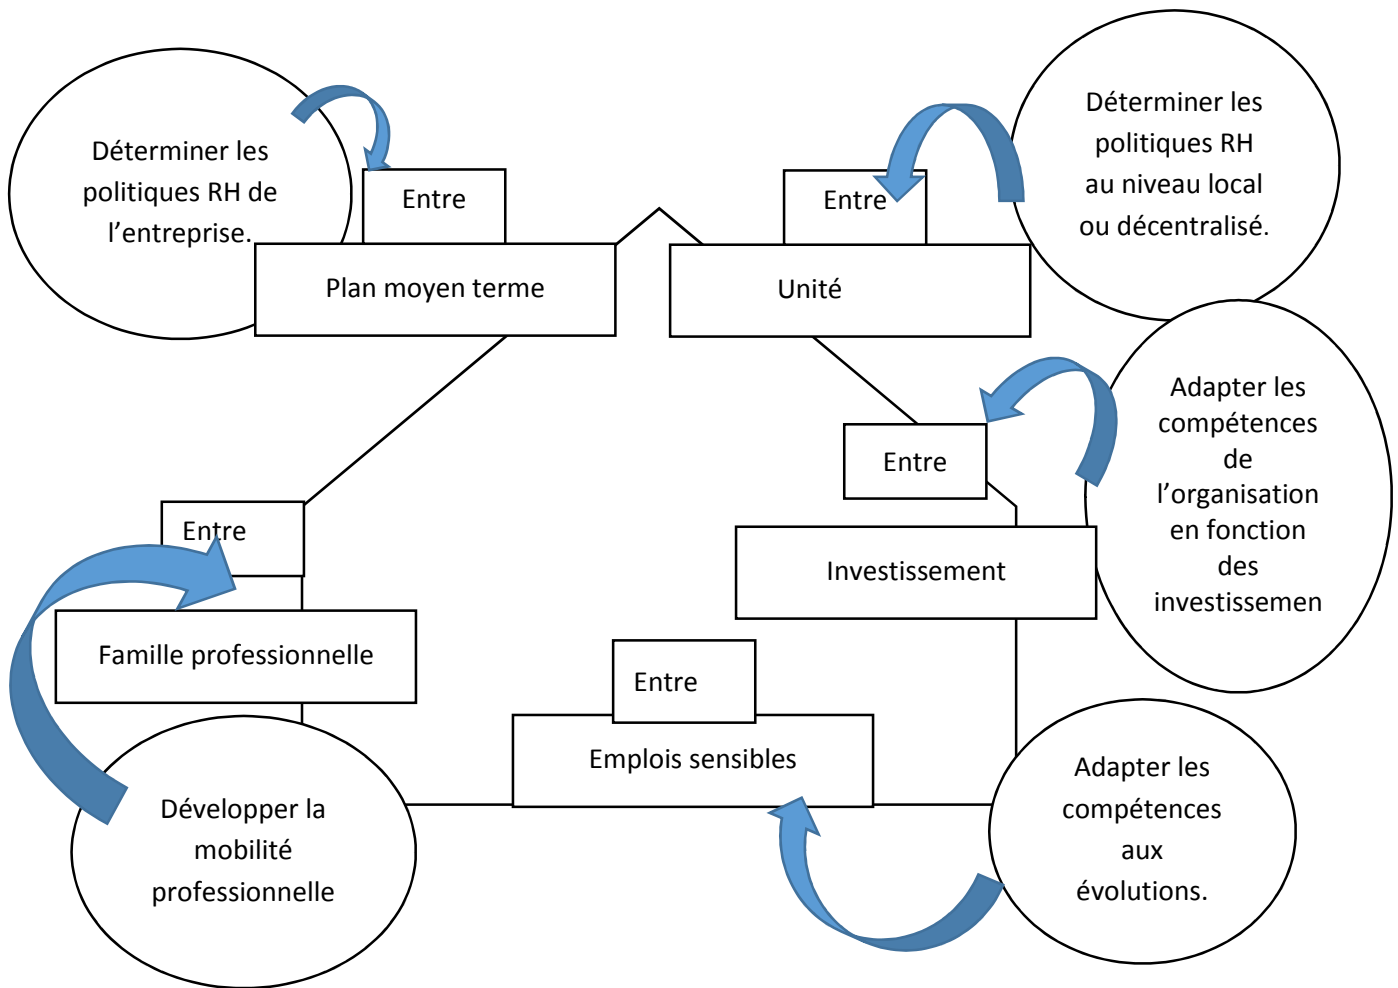 Déterminer les
politiques RH de
l’entreprise.
Entre
Plan moyen terme
Entre
Unité
Déterminer les
politiques RH
au niveau local
ou décentralisé.
Entre
Investissement
Adapter les
compétences
de
l’organisation
en fonction
des
investissemen
Entre
Famille professionnelle
Développer la
mobilité
professionnelle
Entre
Emplois sensibles
Adapter les
compétences
aux
évolutions.